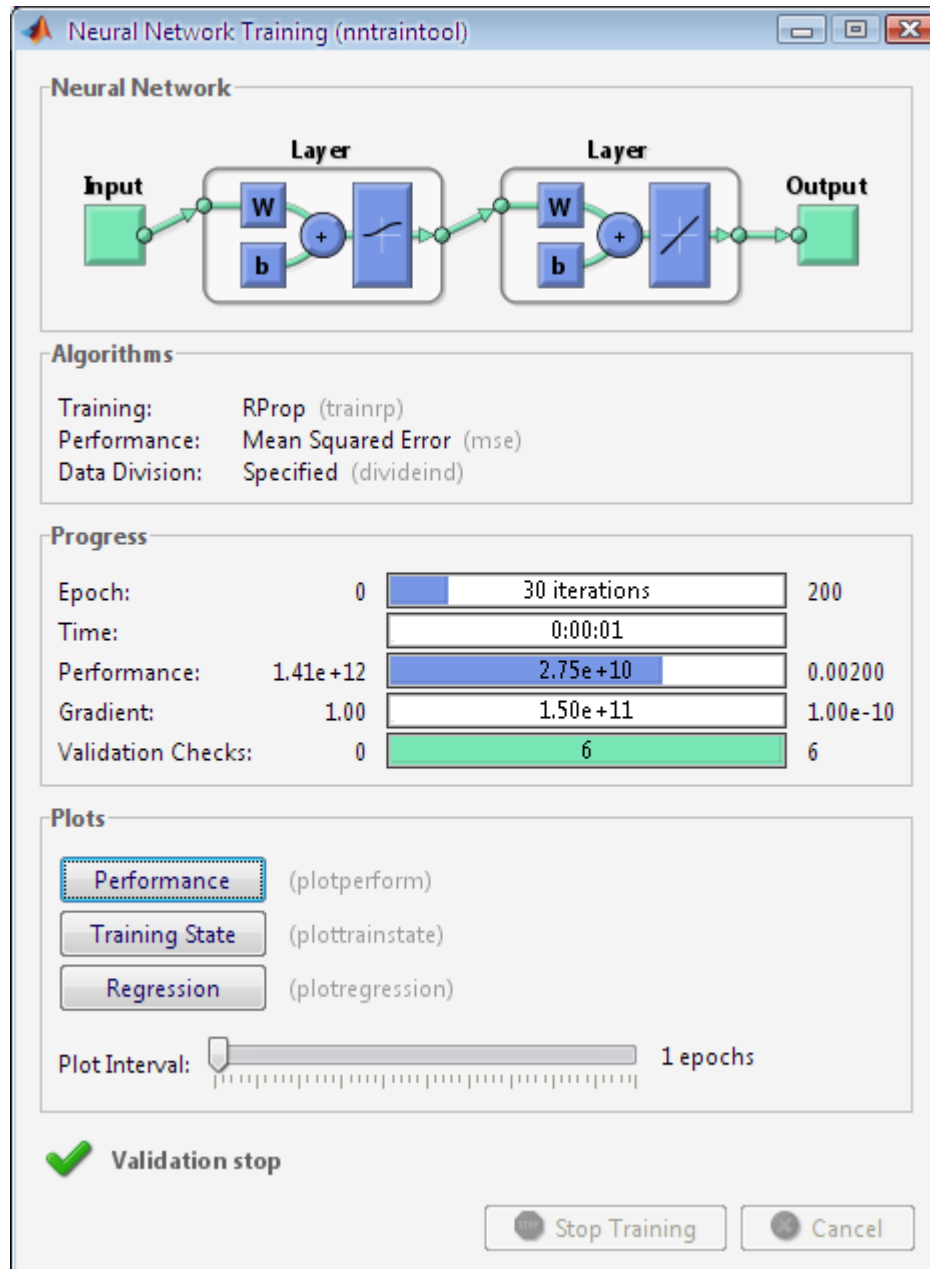 Neural Network Training (nntraintool)
Neural Network
Layer
Layer
Input
Output
W
b
+
W
b
+
Algorithms
Training: RProp (trainrp)
Performance: Mean Squared Error (mse)
Data Division: Specified (divideind)
Progress
Epoch: 0 30 iterations 200
Time: 0:00:01
Performance: 1.41e+12 2.75e+10 0.00200
Gradient: 1.00 1.50e+11 1.00e-10
Validation Checks: 0 6 6
Plots
Performance (plotperform)
Training State (plottrainstate)
Regression (plotregression)
Plot Interval: 1 epochs
Validation stop
STOP Stop Training Cancel